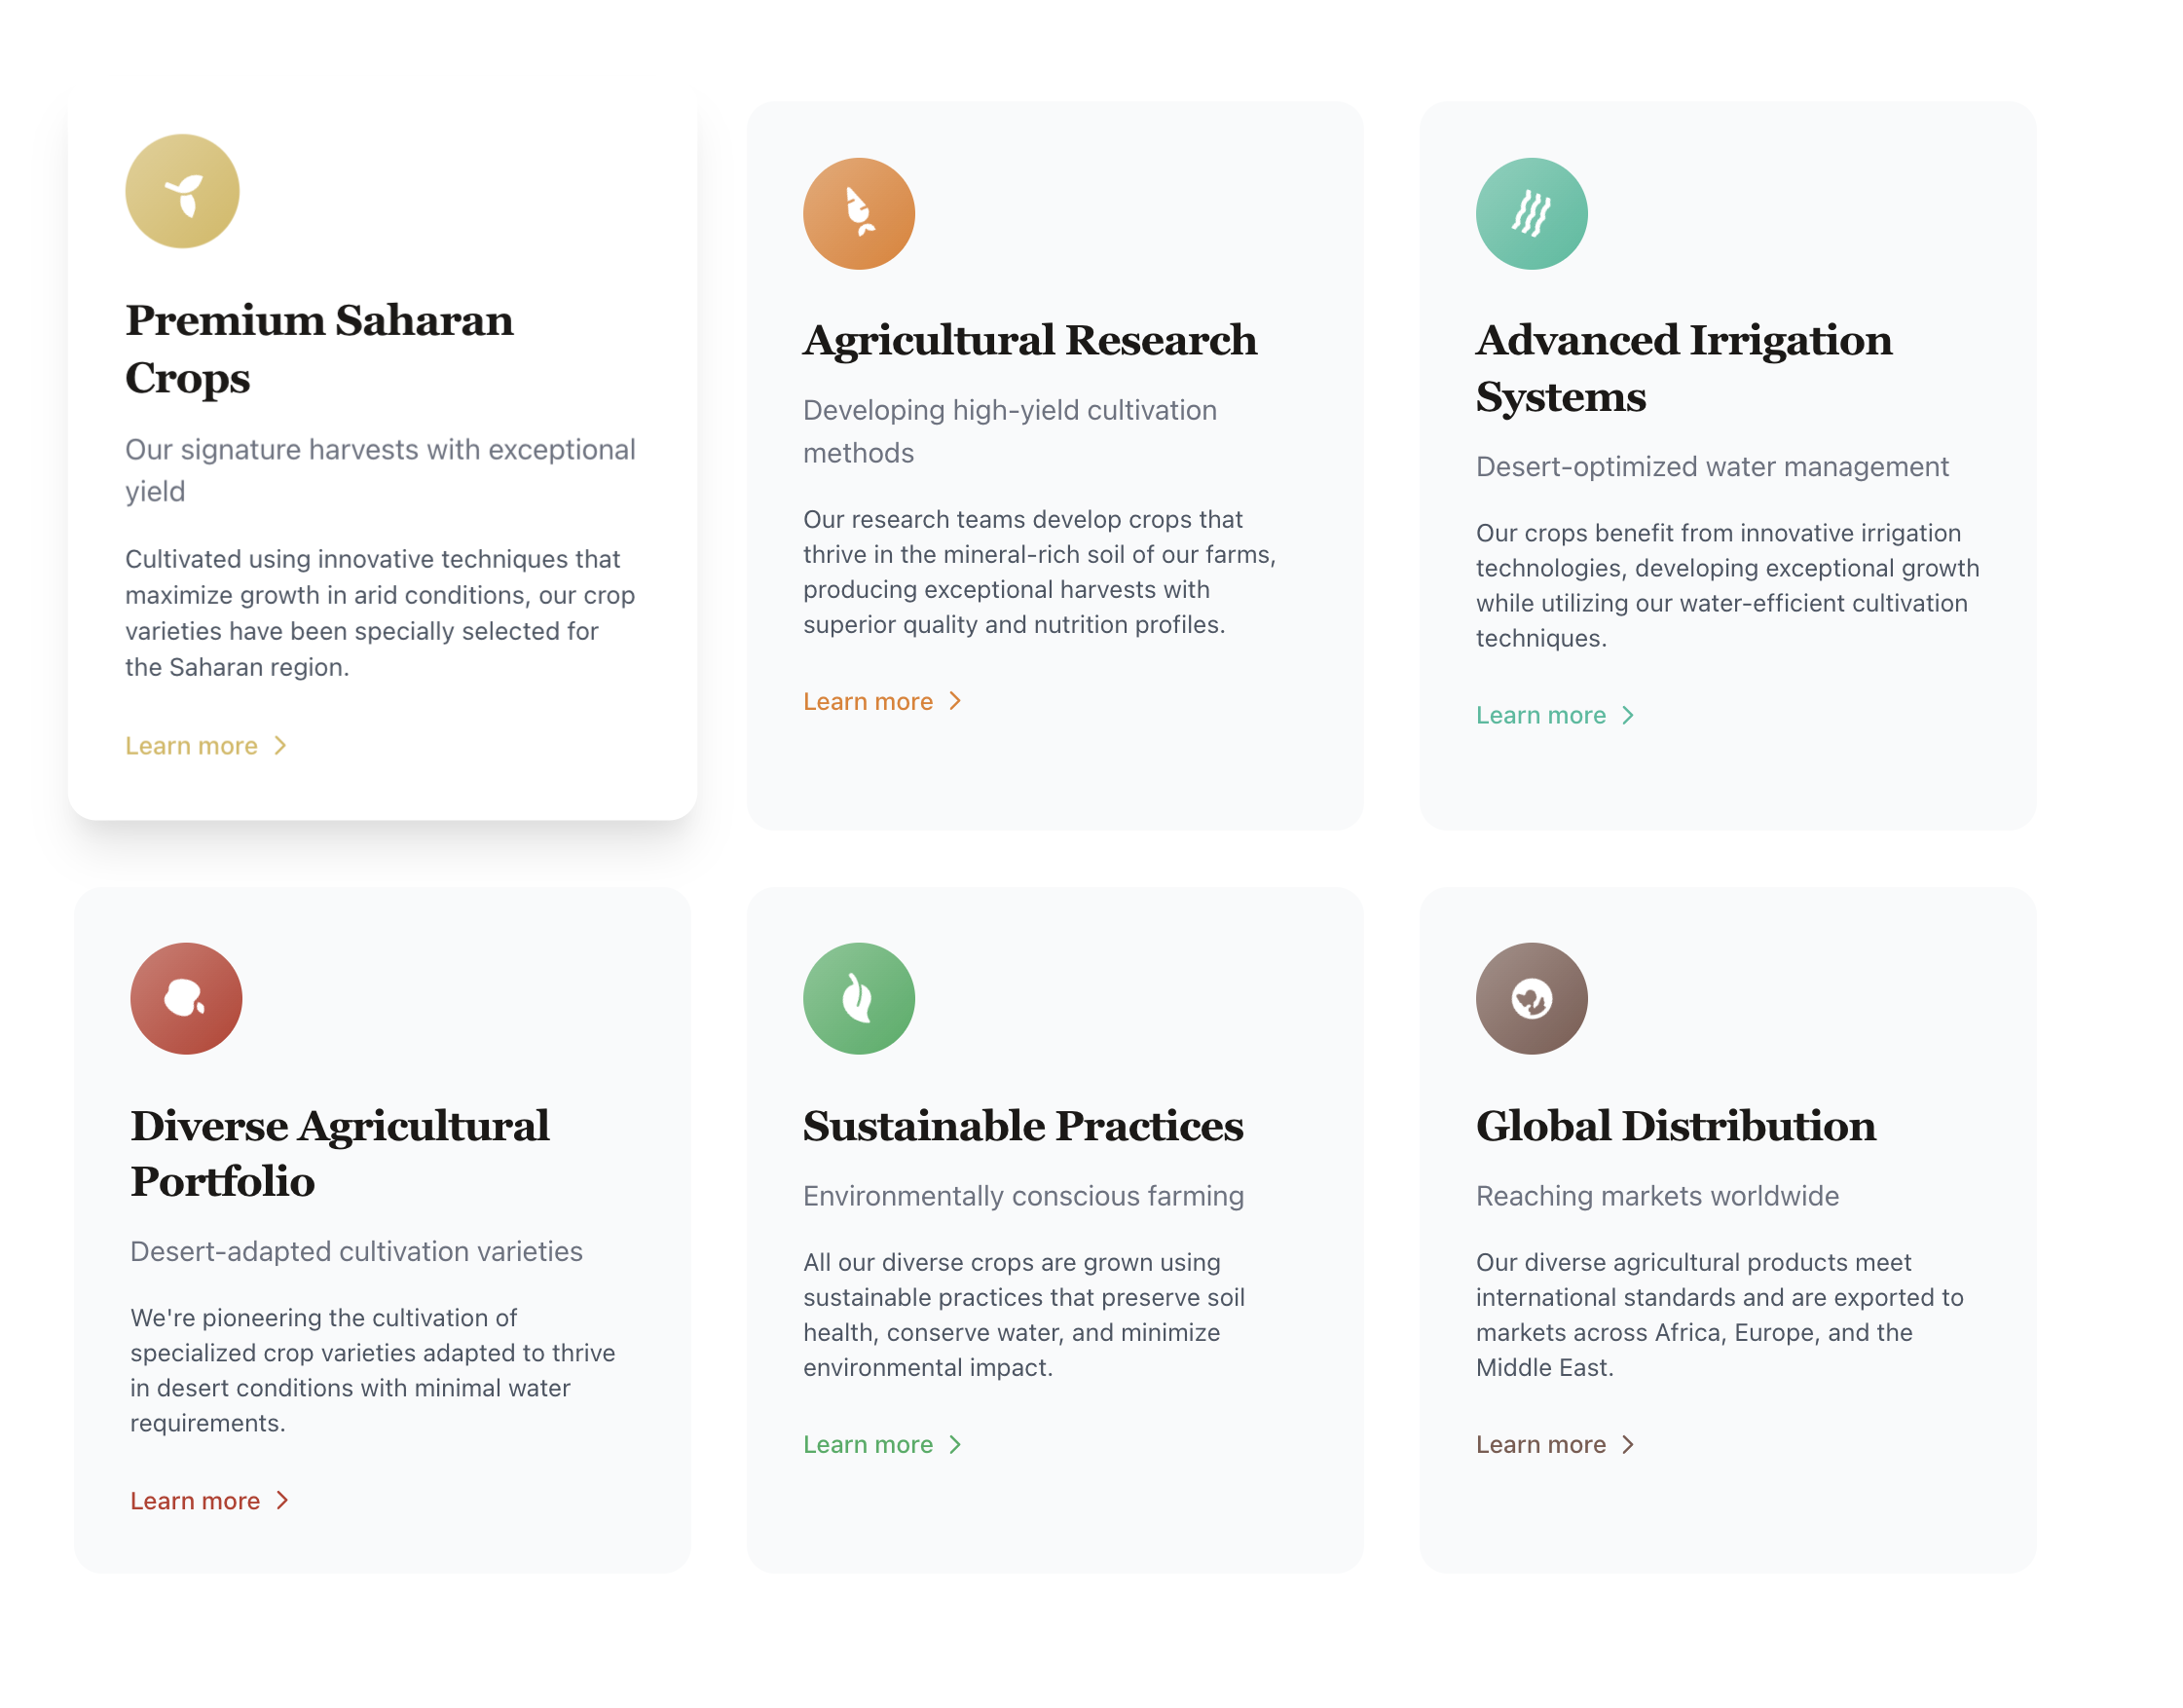 Premium Saharan
Crops
Our signature harvests with exceptional
yield
Cultivated using innovative techniques that
maximize growth in arid conditions, our crop
varieties have been specially selected for
the Saharan region.
Learn more
Agricultural Research
Developing high-yield cultivation
methods
Our research teams develop crops that
thrive in the mineral-rich soil of our farms,
producing exceptional harvests with
superior quality and nutrition profiles.
Learn more
Advanced Irrigation
Systems
Desert-optimized water management
Our crops benefit from innovative irrigation
technologies, developing exceptional growth
while utilizing our water-efficient cultivation
techniques.
Learn more
Diverse Agricultural
Portfolio
Desert-adapted cultivation varieties
We're pioneering the cultivation of
specialized crop varieties adapted to thrive
in desert conditions with minimal water
requirements.
Learn more
Sustainable Practices
Environmentally conscious farming
All our diverse crops are grown using
sustainable practices that preserve soil
health, conserve water, and minimize
environmental impact.
Learn more
Global Distribution
Reaching markets worldwide
Our diverse agricultural products meet
international standards and are exported to
markets across Africa, Europe, and the
Middle East.
Learn more